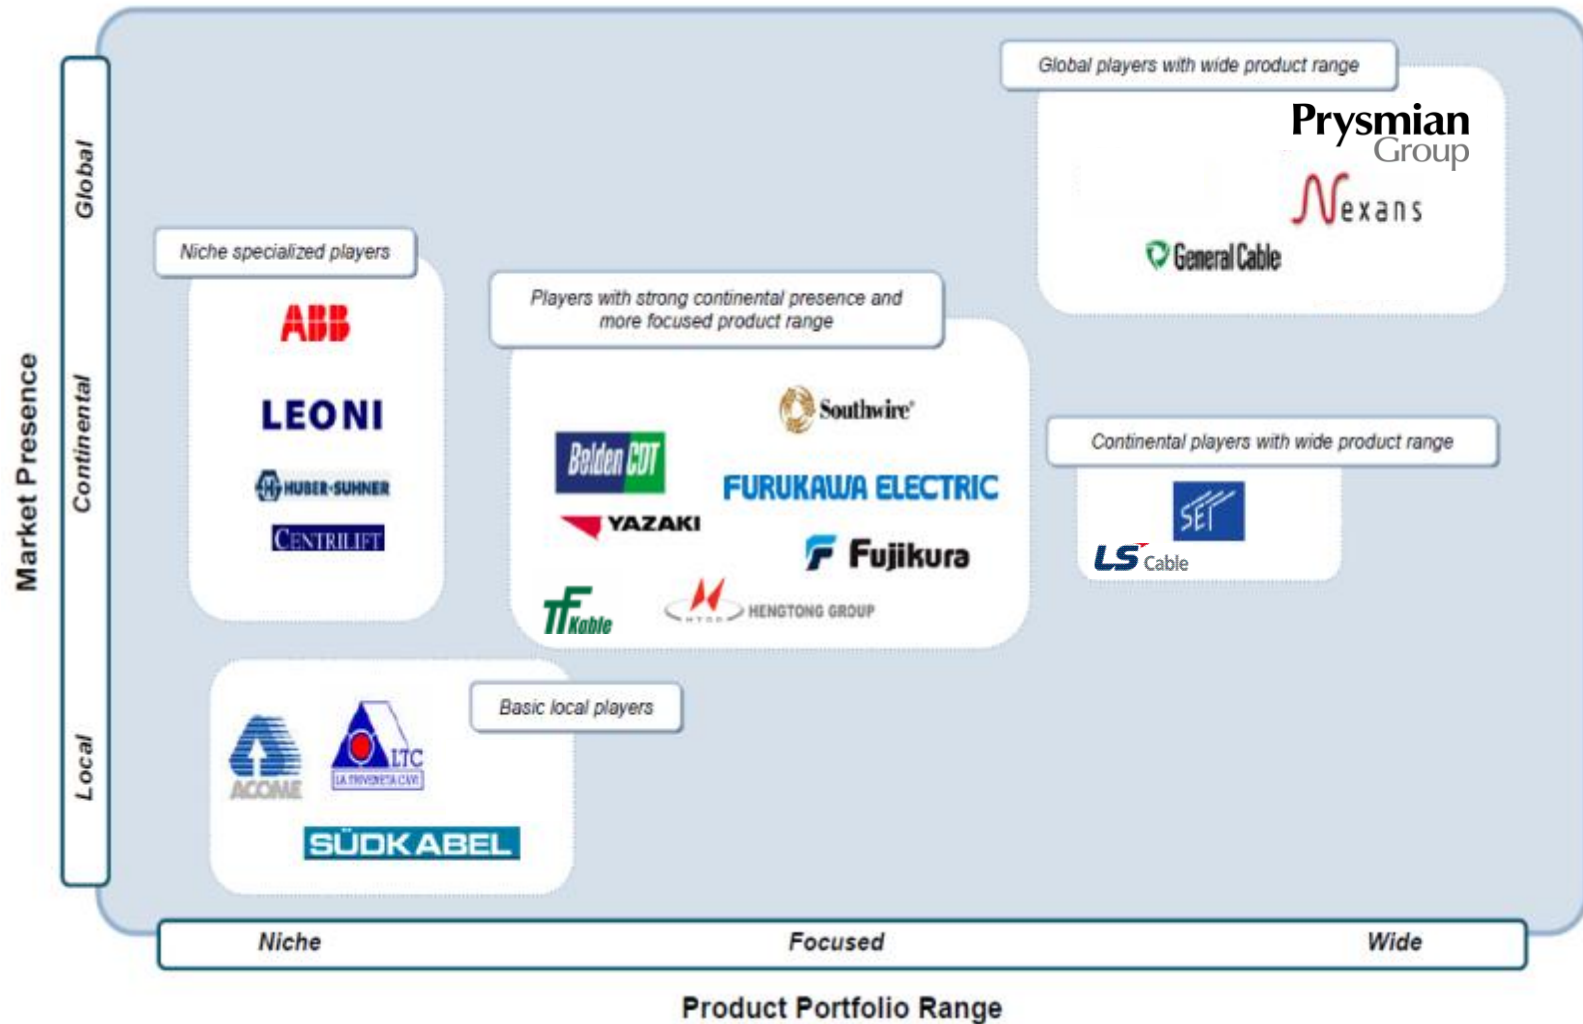 Global players with wide product range
Prysmian
Group
Nexans
General Cable
Niche specialized players
ABB
LEONI
HUBER+SUHNER
CENTRILIFT
Players with strong continental presence and
more focused product range
Southwire®
Belden CDT
FURUKAWA ELECTRIC
YAZAKI
Fujikura
TF Kable
HTGD
HENGTONG GROUP
Continental players with wide product range
SEI
LS Cable
Basic local players
ACOME
LTC
LA TRIVENETA CAVI
SÜDKABEL
Market Presence
Global
Continental
Local
Niche
Focused
Wide
Product Portfolio Range